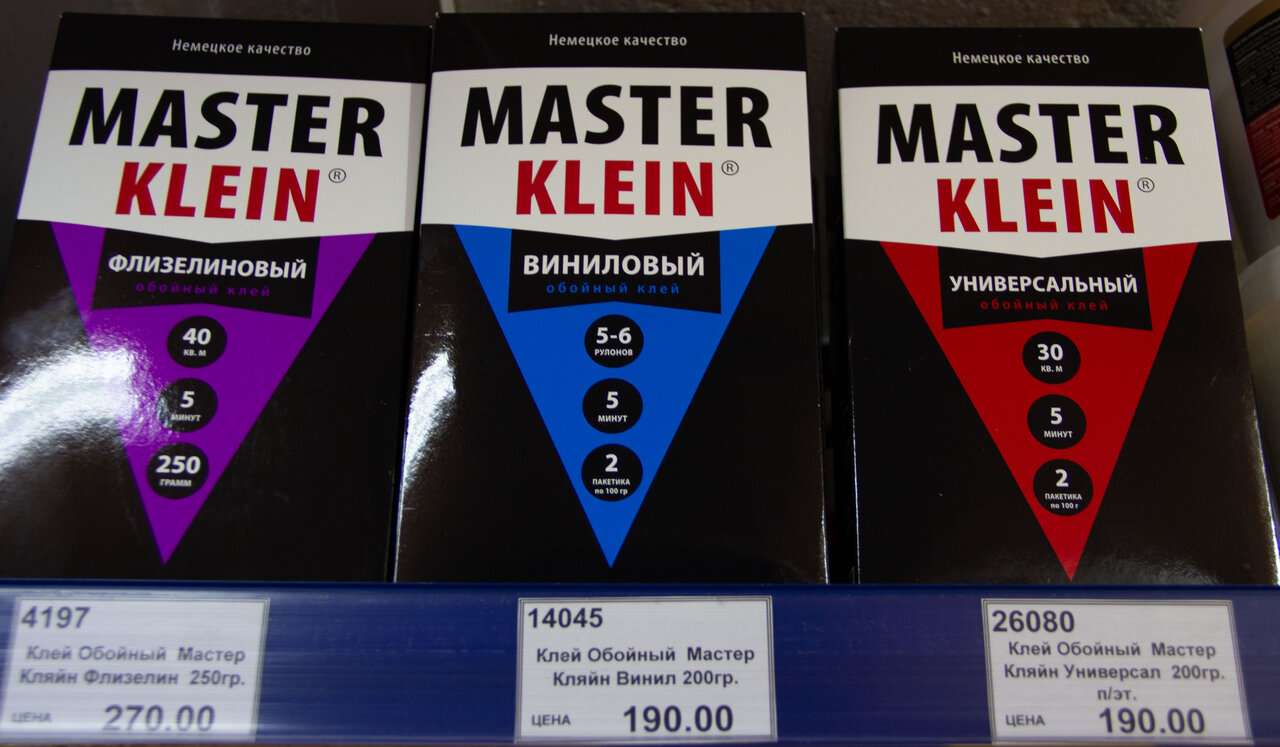 Немецкое качество
MASTER
KLEIN®
ФЛИЗЕЛИНОВЫЙ
обойный клей
40
КВ. М
5
МИНУТ
250
ГРАММ
Немецкое качество
MASTER
KLEIN®
ВИНИЛОВЫЙ
обойный клей
5-6
РУЛОНОВ
5
МИНУТ
2
ПАКЕТИКА
по 100 гр
Немецкое качество
MASTER
KLEIN®
УНИВЕРСАЛЬНЫЙ
обойный клей
30
КВ. М
5
МИНУТ
2
ПАКЕТИКА
по 100 г
4197
Клей Обойный Мастер
Кляйн Флизелин 250гр.
ЦЕНА 270.00
14045
Клей Обойный Мастер
Кляйн Винил 200гр.
ЦЕНА 190.00
26080
Клей Обойный Мастер
Кляйн Универсал 200гр.
п/эт.
ЦЕНА 190.00